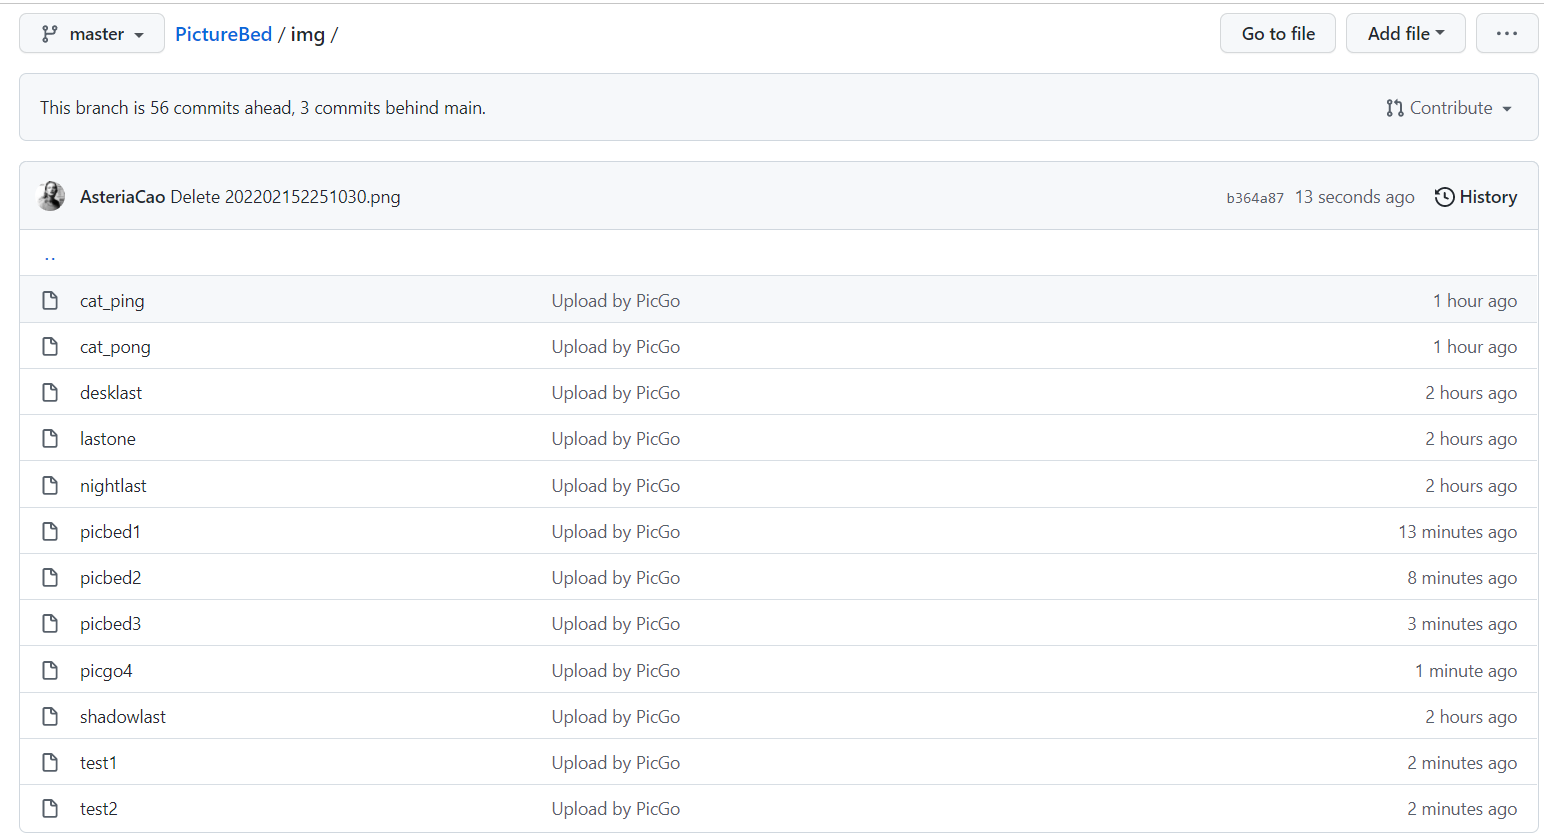 master PictureBed / img / Go to file Add file ...
This branch is 56 commits ahead, 3 commits behind main. Contribute
AsteriaCao Delete 202202152251030.png b364a87 13 seconds ago History
..
cat_ping Upload by PicGo 1 hour ago
cat_pong Upload by PicGo 1 hour ago
desklast Upload by PicGo 2 hours ago
lastone Upload by PicGo 2 hours ago
nightlast Upload by PicGo 2 hours ago
picbed1 Upload by PicGo 13 minutes ago
picbed2 Upload by PicGo 8 minutes ago
picbed3 Upload by PicGo 3 minutes ago
picgo4 Upload by PicGo 1 minute ago
shadowlast Upload by PicGo 2 hours ago
test1 Upload by PicGo 2 minutes ago
test2 Upload by PicGo 2 minutes ago